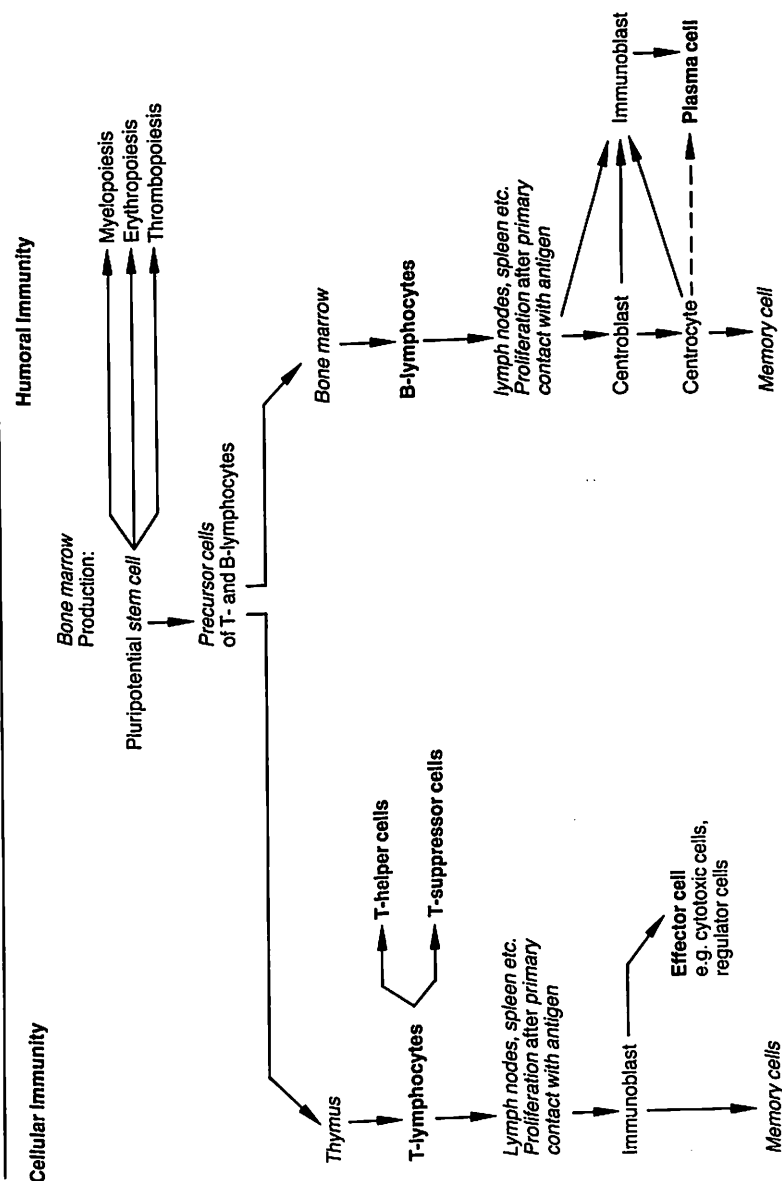 Cellular Immunity
Humoral Immunity
Bone marrow
Production:
Pluripotential stem cell
Myelopoiesis
Erythropoiesis
Thrombopoiesis
Precursor cells
of T- and B-lymphocytes
Thymus
T-lymphocytes
T-helper cells
T-suppressor cells
Lymph nodes, spleen etc.
Proliferation after primary
contact with antigen
Immunoblast
Effector cell
e.g. cytotoxic cells,
regulator cells
Memory cells
Bone marrow
B-lymphocytes
lymph nodes, spleen etc.
Proliferation after primary
contact with antigen
Centroblast
Immunoblast
Centrocyte
Plasma cell
Memory cell